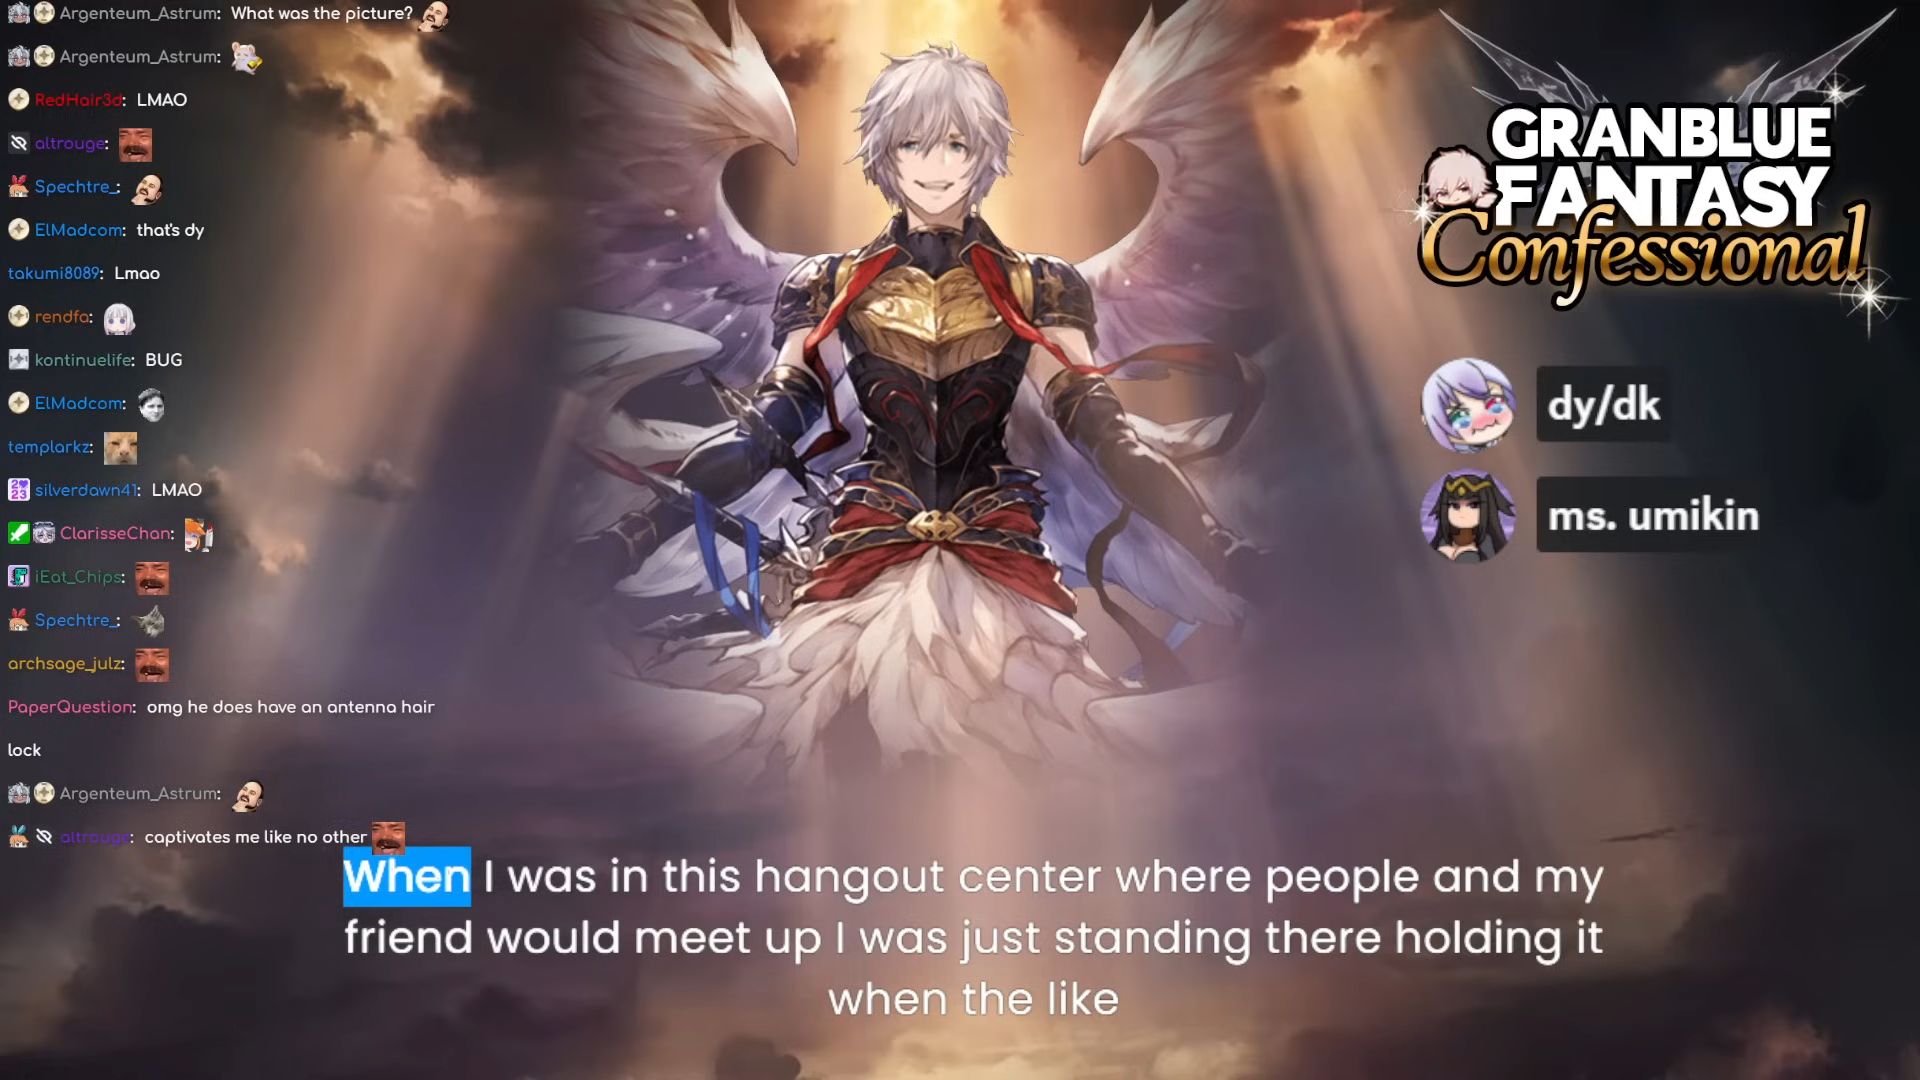 Argenteum_Astrum: What was the picture?
Argenteum_Astrum:
RedHair3d: LMAO
altrouge:
Spechtre_:
ElMadcom: that's dy
takumi8089: Lmao
rendfa:
kontinuelife: BUG
ElMadcom:
templarkz:
silverdawn41: LMAO
ClarisseChan:
iEat_Chips:
Spechtre_:
archsage_julz:
PaperQuestion: omg he does have an antenna hair
lock
Argenteum_Astrum:
altrouge: captivates me like no other
GRANBLUE
FANTASY
Confessional
dy/dk
ms. umikin
When I was in this hangout center where people and my
friend would meet up I was just standing there holding it
when the like